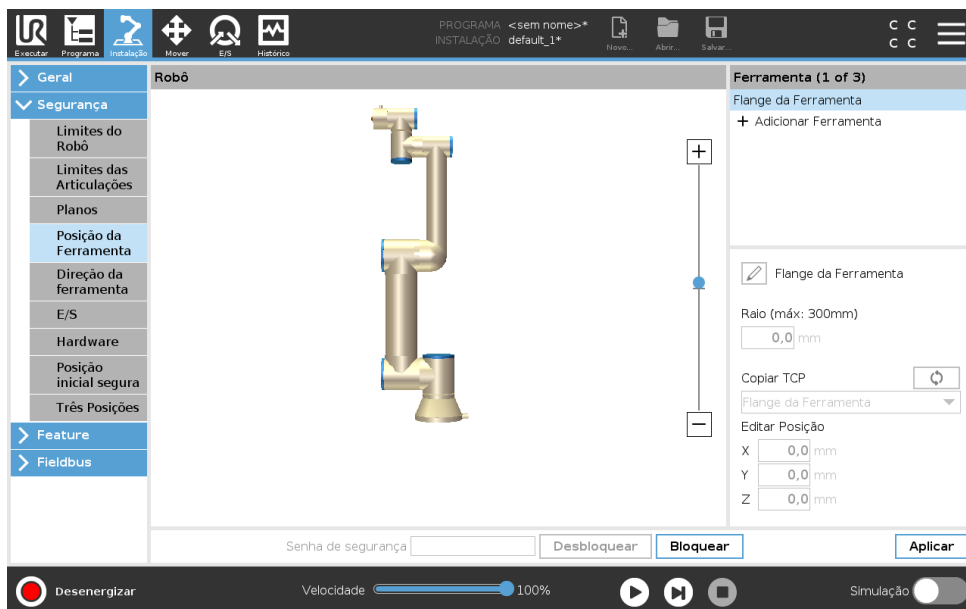 PROGRAMA <sem nome>*
INSTALAÇÃO default_1*
Executar
Programa
Instalação
Mover
E/S
Histórico
Novo...
Abrir...
Salvar...
C C
C C
Geral
Segurança
Limites do
Robô
Limites das
Articulações
Planos
Posição da
Ferramenta
Direção da
ferramenta
E/S
Hardware
Posição
inicial segura
Três Posições
Feature
Fieldbus
Robô
Ferramenta (1 of 3)
Flange da Ferramenta
+ Adicionar Ferramenta
Flange da Ferramenta
Raio (máx: 300mm)
0,0 mm
Copiar TCP
Flange da Ferramenta
Editar Posição
X 0,0 mm
Y 0,0 mm
Z 0,0 mm
Senha de segurança
Desbloquear
Bloquear
Aplicar
Desenergizar
Velocidade
100%
Simulação